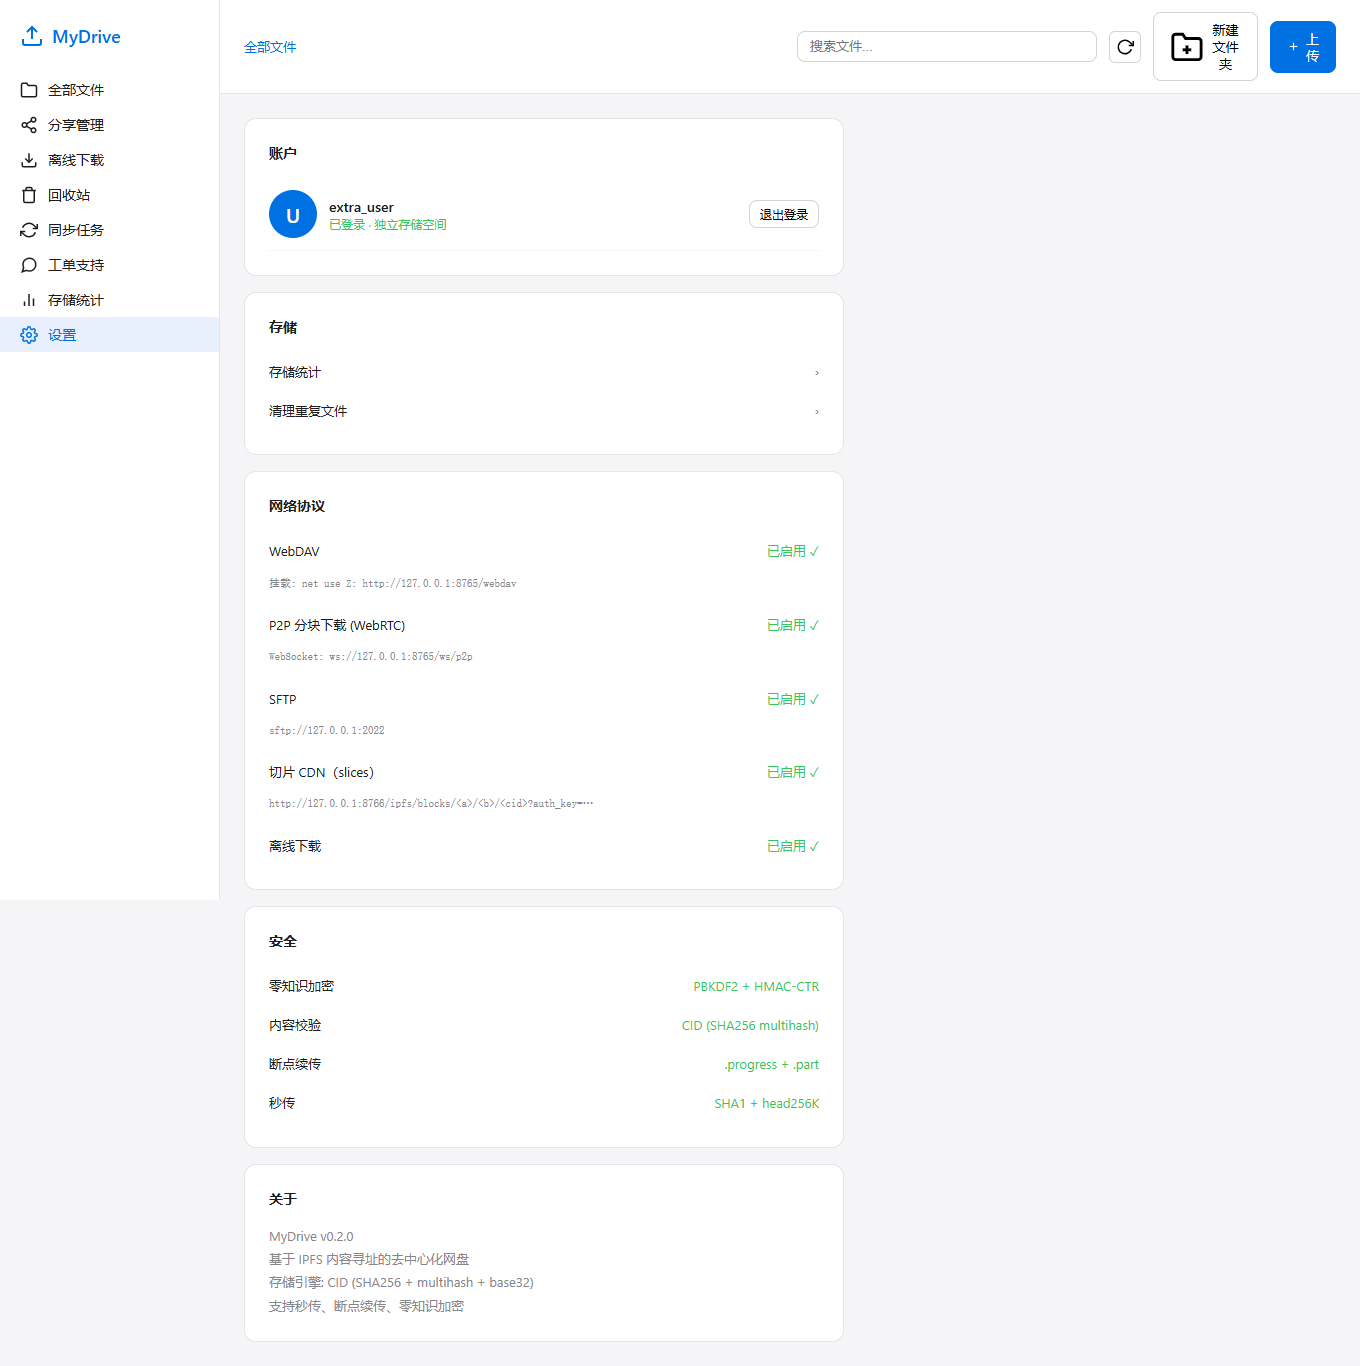 MyDrive
全部文件
分享管理
离线下载
回收站
同步任务
工单支持
存储统计
设置
全部文件
搜索文件...
新建
文件
夹
+ 上
传
账户
U
extra_user
已登录 · 独立存储空间
退出登录
存储
存储统计 ›
清理重复文件 ›
网络协议
WebDAV 已启用 ✓
挂载: net use Z: http://127.0.0.1:8765/webdav
P2P 分块下载 (WebRTC) 已启用 ✓
WebSocket: ws://127.0.0.1:8765/ws/p2p
SFTP 已启用 ✓
sftp://127.0.0.1:2022
切片 CDN（slices） 已启用 ✓
http://127.0.0.1:8766/ipfs/blocks/<a>/<b>/<cid>?auth_key=…
离线下载 已启用 ✓
安全
零知识加密 PBKDF2 + HMAC-CTR
内容校验 CID (SHA256 multihash)
断点续传 .progress + .part
秒传 SHA1 + head256K
关于
MyDrive v0.2.0
基于 IPFS 内容寻址的去中心化网盘
存储引擎: CID (SHA256 + multihash + base32)
支持秒传、断点续传、零知识加密